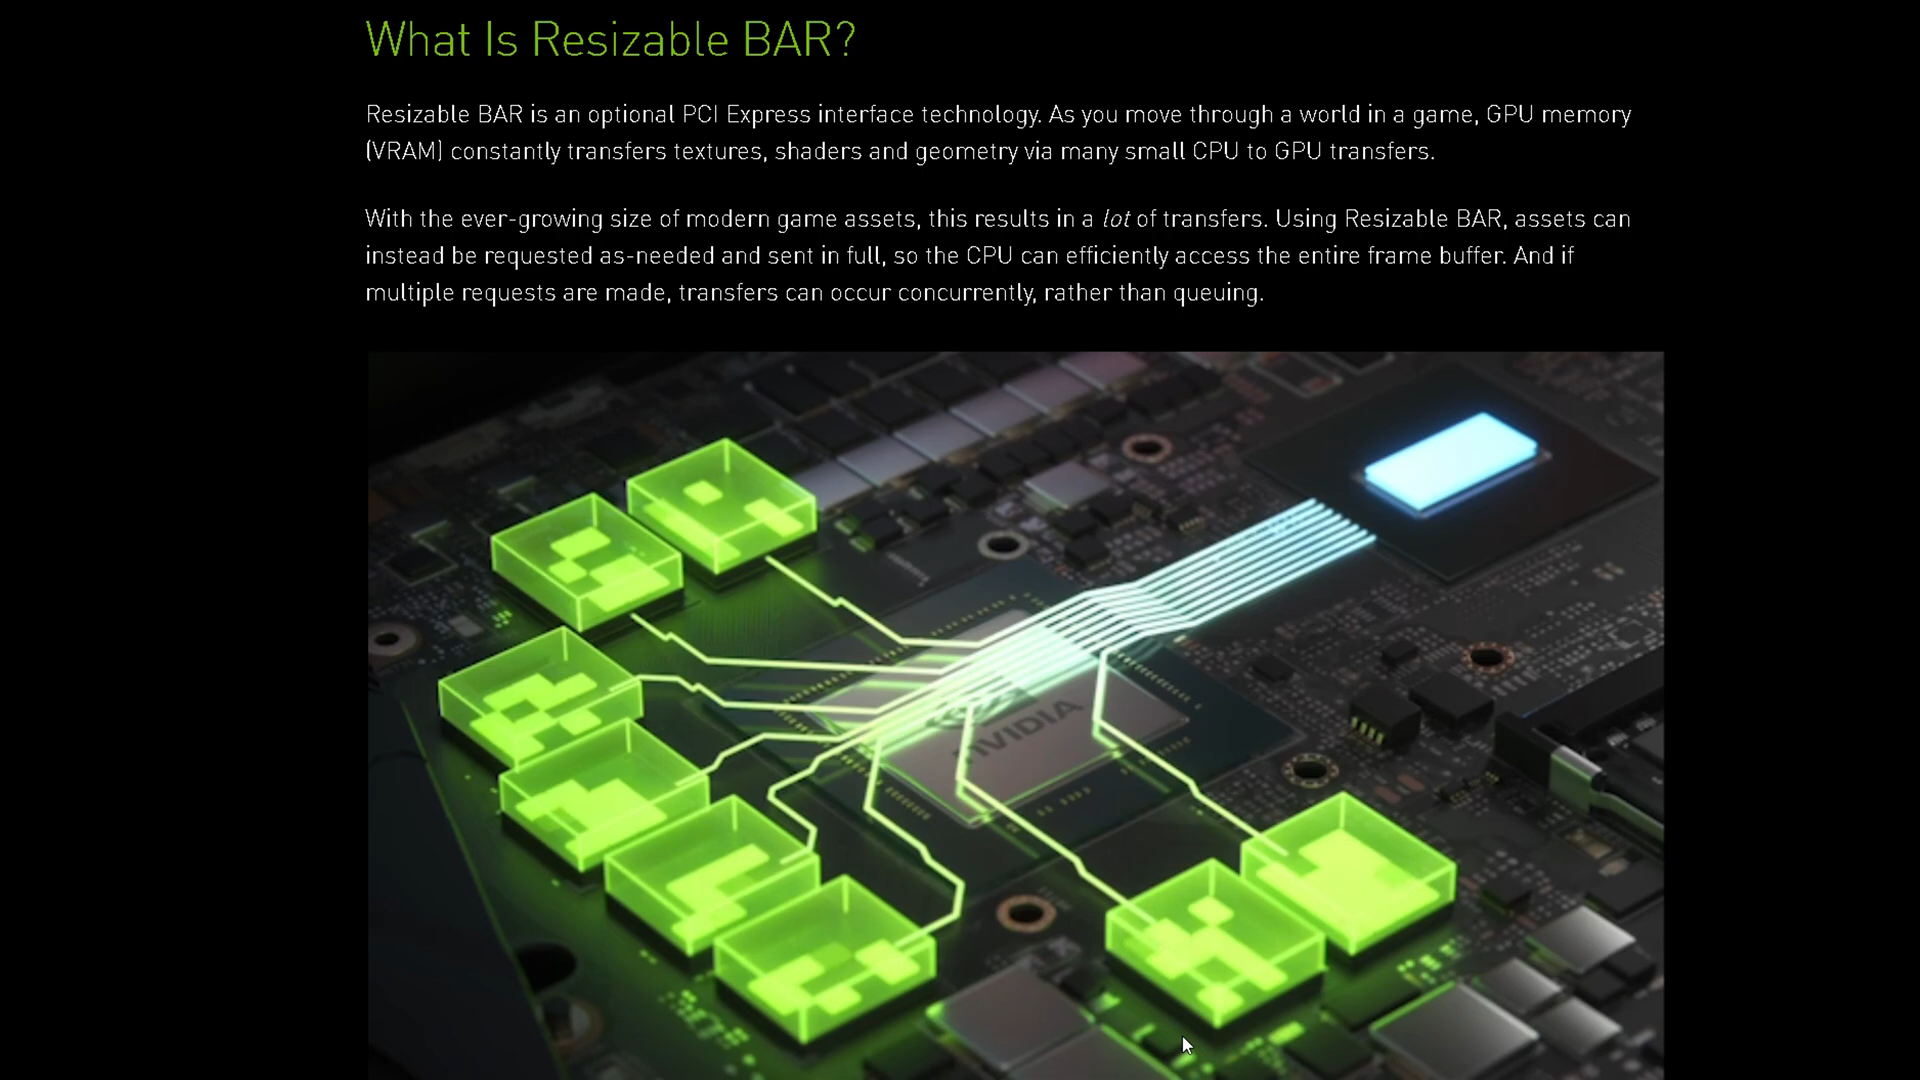 What Is Resizable BAR?
Resizable BAR is an optional PCI Express interface technology. As you move through a world in a game, GPU memory
(VRAM) constantly transfers textures, shaders and geometry via many small CPU to GPU transfers.
With the ever-growing size of modern game assets, this results in a lot of transfers. Using Resizable BAR, assets can
instead be requested as-needed and sent in full, so the CPU can efficiently access the entire frame buffer. And if
multiple requests are made, transfers can occur concurrently, rather than queuing.
NVIDIA